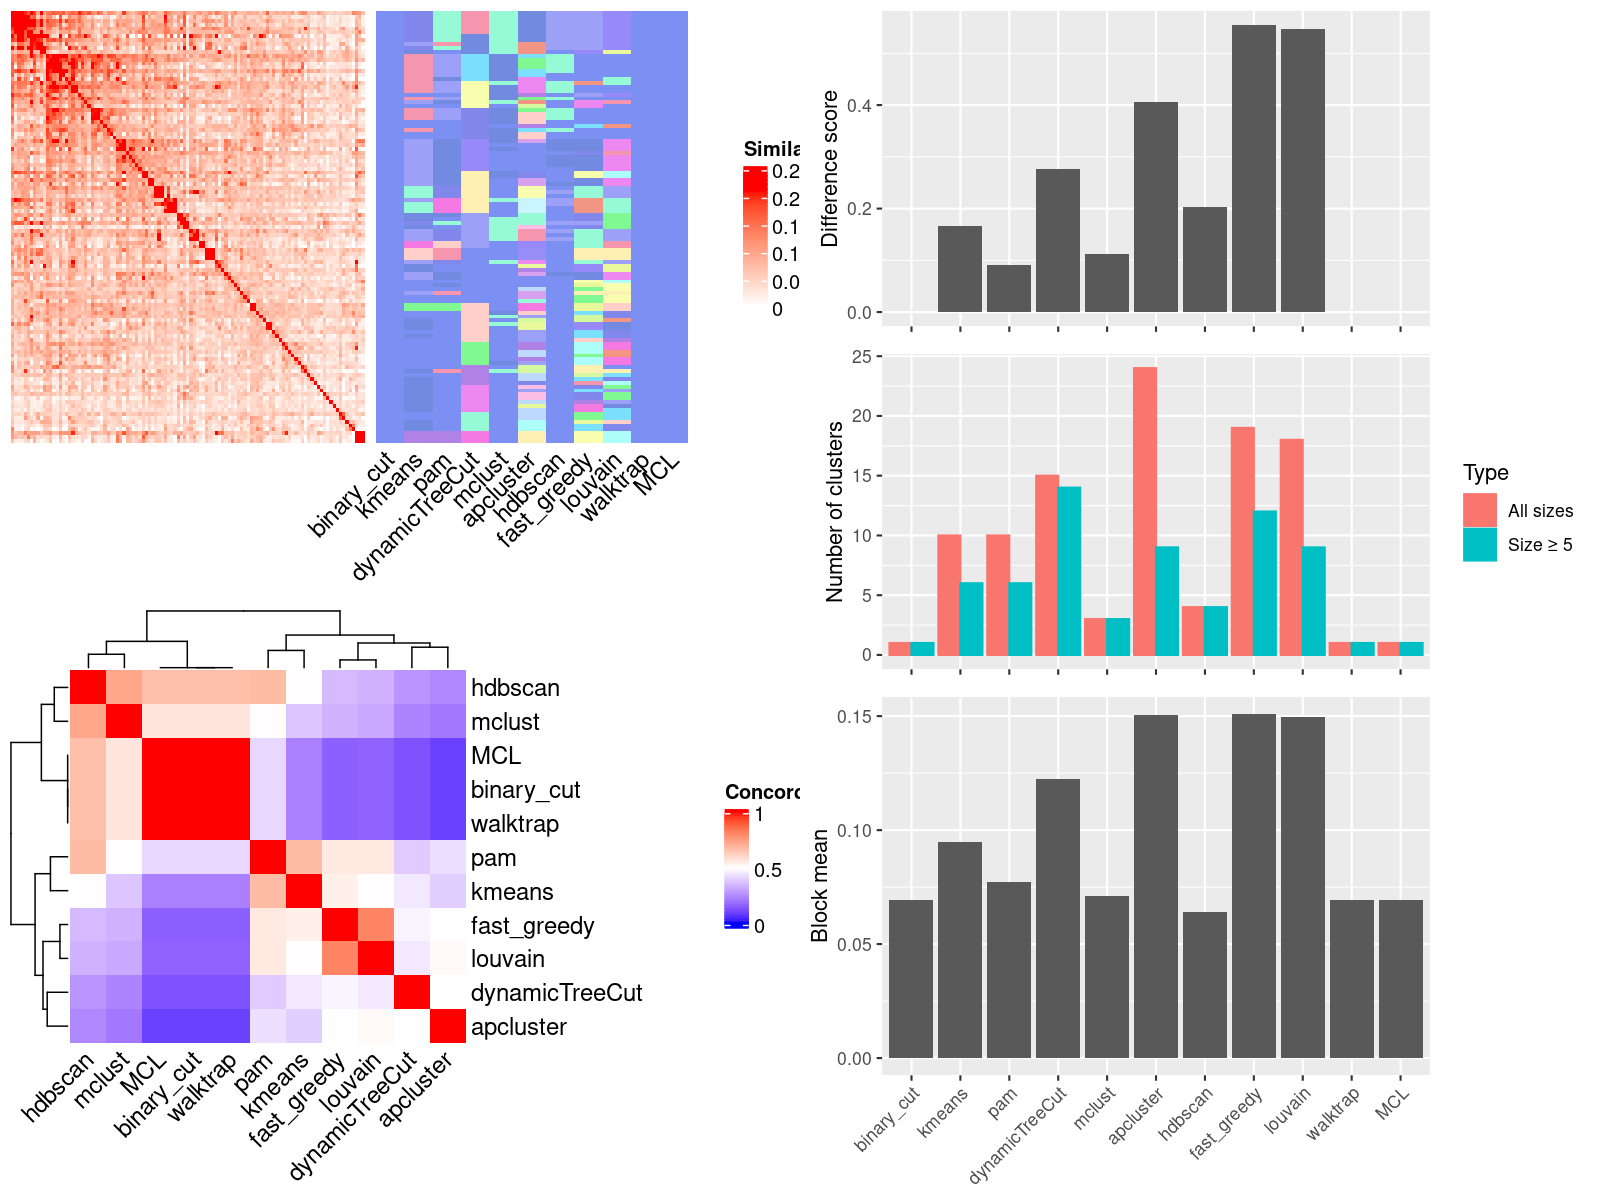 Simila
0.2
0.2
0.1
0.1
0.0
0
binary_cut
kmeans
pam
dynamicTreeCut
mclust
apcluster
hdbscan
fast_greedy
louvain
walktrap
MCL
hdbscan
mclust
MCL
binary_cut
walktrap
pam
kmeans
fast_greedy
louvain
dynamicTreeCut
apcluster
hdbscan
mclust
MCL
binary_cut
walktrap
pam
kmeans
fast_greedy
louvain
dynamicTreeCut
apcluster
Concord
1
0.5
0
Difference score
0.4
0.2
0.0
Number of clusters
25
20
15
10
5
0
Type
All sizes
Size ≥ 5
Block mean
0.15
0.10
0.05
0.00
binary_cut
kmeans
pam
dynamicTreeCut
mclust
apcluster
hdbscan
fast_greedy
louvain
walktrap
MCL